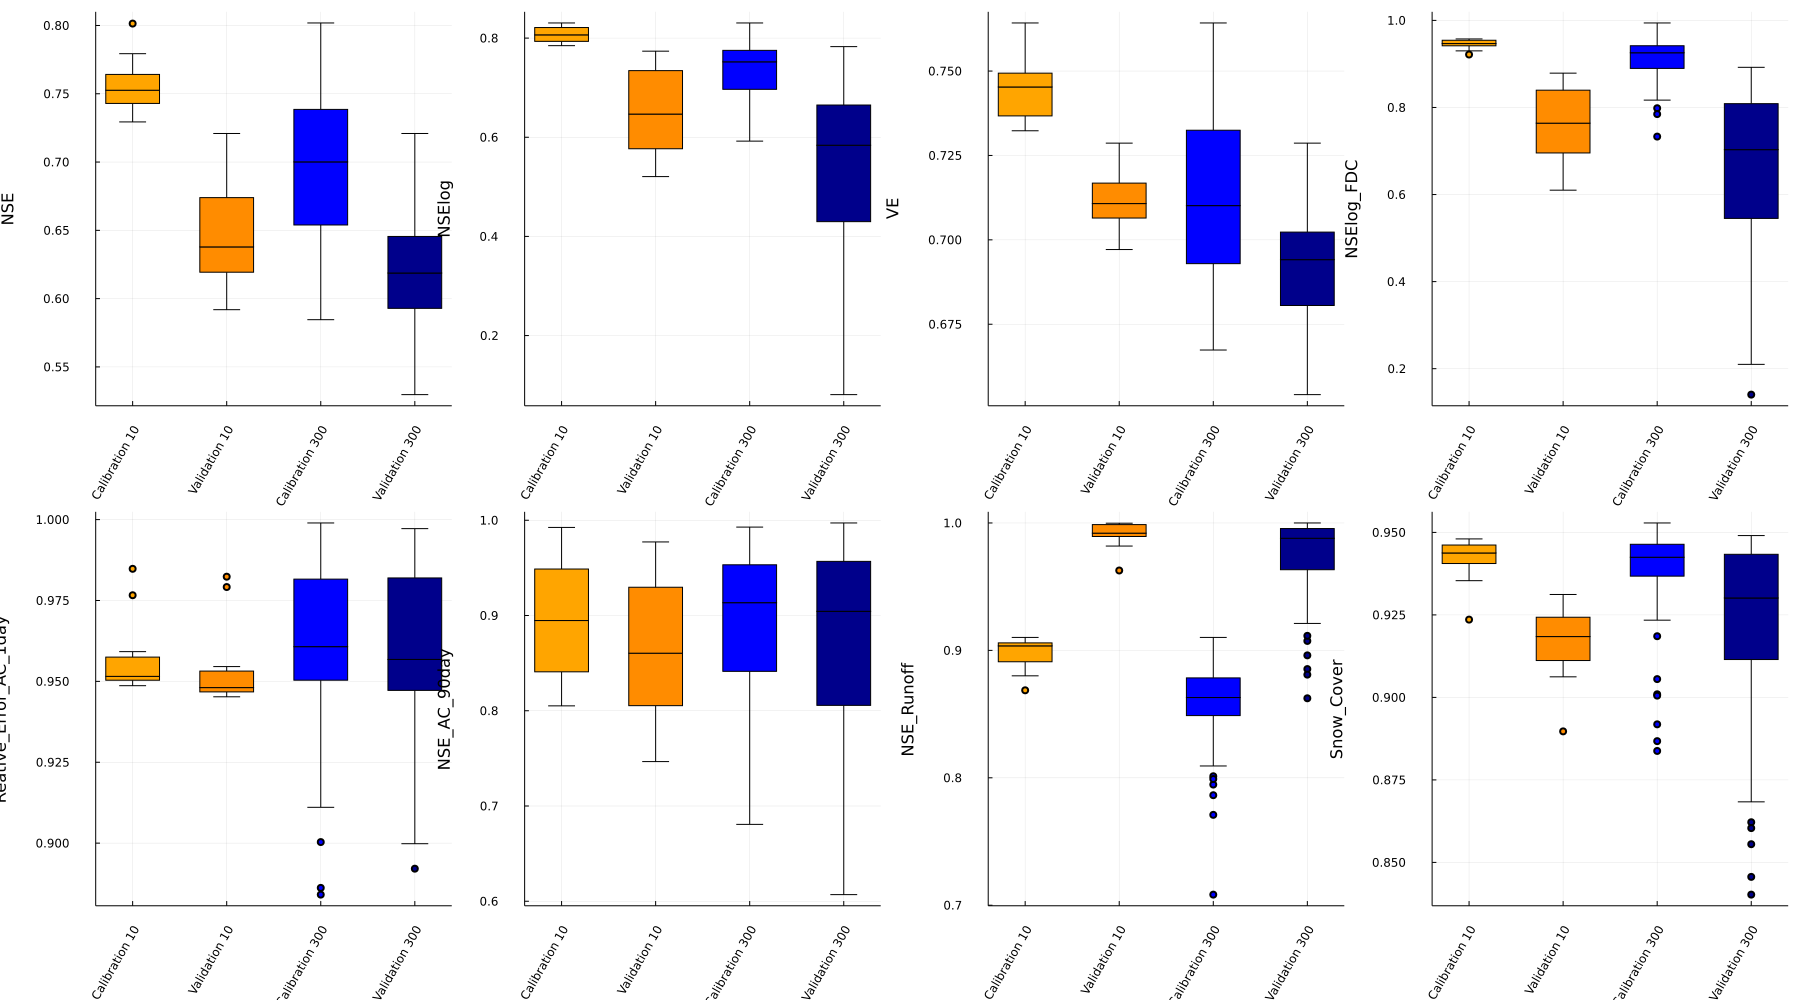 NSE
0.80
0.75
0.70
0.65
0.60
0.55
Calibration 10
Validation 10
Calibration 300
Validation 300
NSElog
0.8
0.6
0.4
0.2
Calibration 10
Validation 10
Calibration 300
Validation 300
VE
0.750
0.725
0.700
0.675
Calibration 10
Validation 10
Calibration 300
Validation 300
NSElog_FDC
1.0
0.8
0.6
0.4
0.2
Calibration 10
Validation 10
Calibration 300
Validation 300
Reative_Error_AC_1day
1.000
0.975
0.950
0.925
0.900
Calibration 10
Validation 10
Calibration 300
Validation 300
NSE_AC_90day
1.0
0.9
0.8
0.7
0.6
Calibration 10
Validation 10
Calibration 300
Validation 300
NSE_Runoff
1.0
0.9
0.8
0.7
Calibration 10
Validation 10
Calibration 300
Validation 300
Snow_Cover
0.950
0.925
0.900
0.875
0.850
Calibration 10
Validation 10
Calibration 300
Validation 300